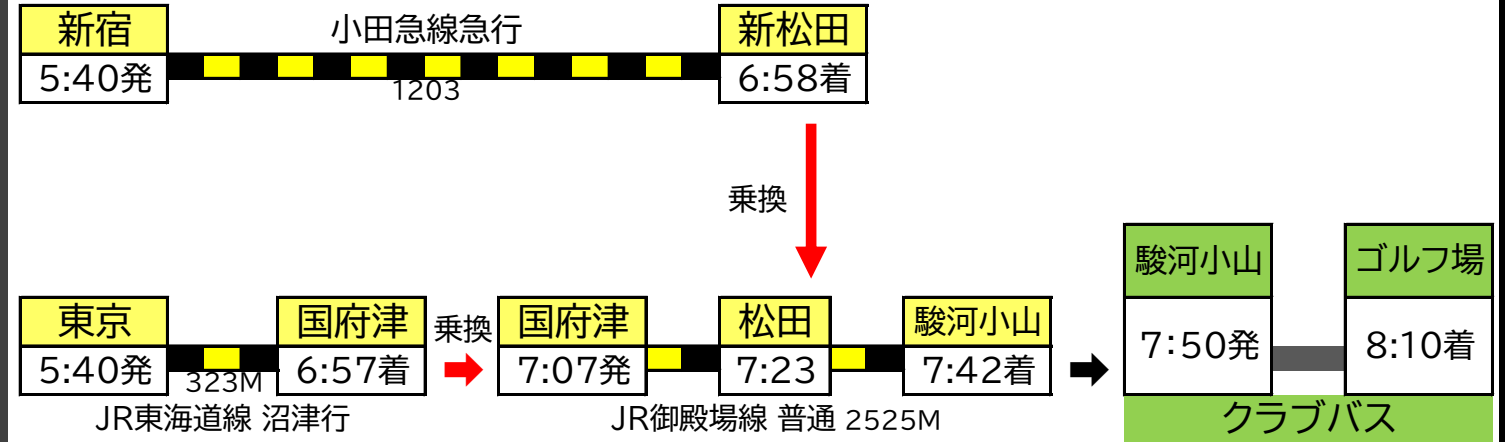 新宿
小田急線急行
新松田
5:40発
1203
6:58着
乗換
東京
国府津
乗換
国府津
松田
駿河小山
5:40発
323M
6:57着
7:07発
7:23
7:42着
JR東海道線 沼津行
JR御殿場線 普通 2525M
駿河小山
ゴルフ場
7:50発
8:10着
クラブバス